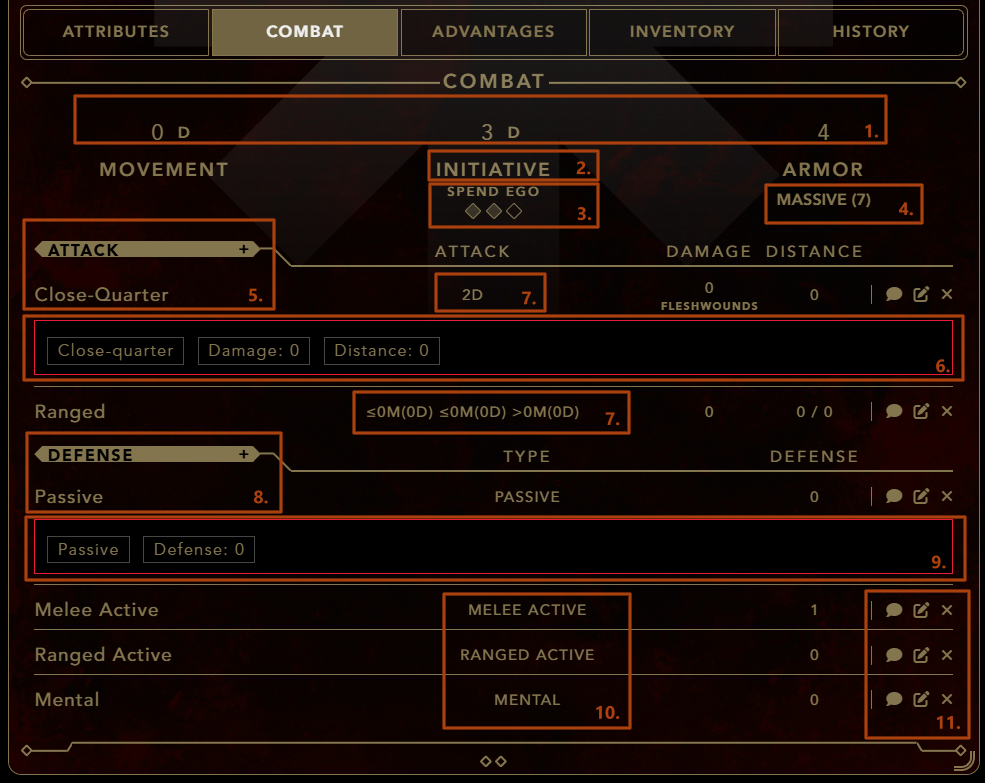 ATTRIBUTES COMBAT ADVANTAGES INVENTORY HISTORY
COMBAT
0 D 3 D 4 1.
MOVEMENT INITIATIVE 2. ARMOR
SPEND EGO MASSIVE (7) 4.
3.
ATTACK + ATTACK DAMAGE DISTANCE
Close-Quarter 5. 2D 7. 0 0
FLESHWOUNDS
Close-quarter Damage: 0 Distance: 0 6.
Ranged ≤0M(0D) ≤0M(0D) >0M(0D) 7. 0 0 / 0
DEFENSE + TYPE DEFENSE
Passive 8. PASSIVE 0
Passive Defense: 0 9.
Melee Active MELEE ACTIVE 1
Ranged Active RANGED ACTIVE 0
Mental MENTAL 10. 0 11.